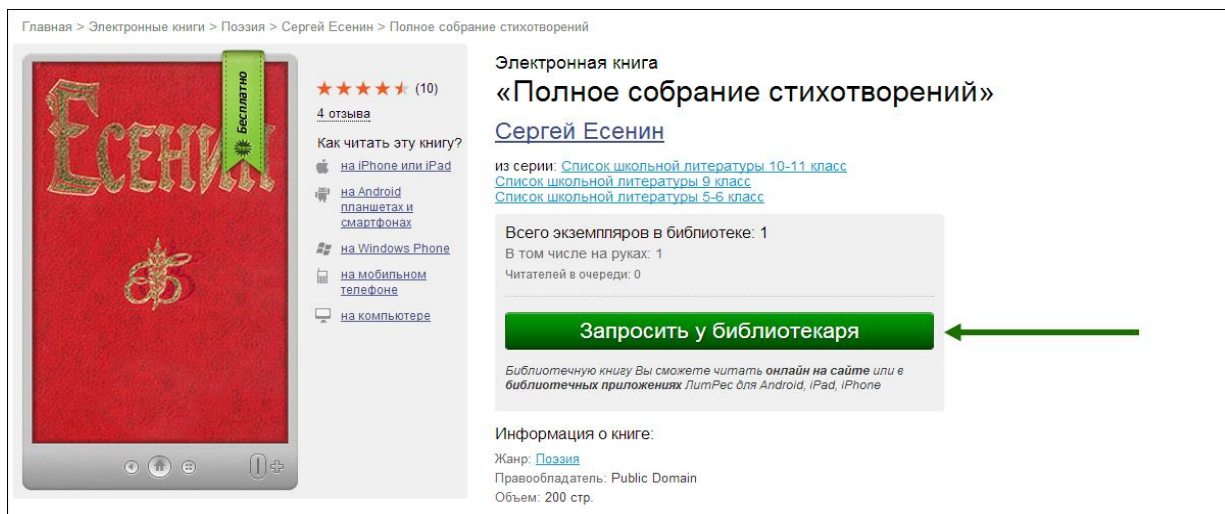 Главная > Электронные книги > Поэзия > Сергей Есенин > Полное собрание стихотворений
Есенин
Бесплатно
(10)
4 отзыва
Как читать эту книгу?
на iPhone или iPad
на Android
планшетах и
смартфонах
на Windows Phone
на мобильном
телефоне
на компьютере
Электронная книга
«Полное собрание стихотворений»
Сергей Есенин
из серии: Список школьной литературы 10-11 класс
Список школьной литературы 9 класс
Список школьной литературы 5-6 класс
Всего экземпляров в библиотеке: 1
В том числе на руках: 1
Читателей в очереди: 0
Запросить у библиотекаря
Библиотечную книгу Вы сможете читать онлайн на сайте или в
библиотечных приложениях ЛитРес для Android, iPad, iPhone
Информация о книге:
Жанр: Поэзия
Правообладатель: Public Domain
Объем: 200 стр.